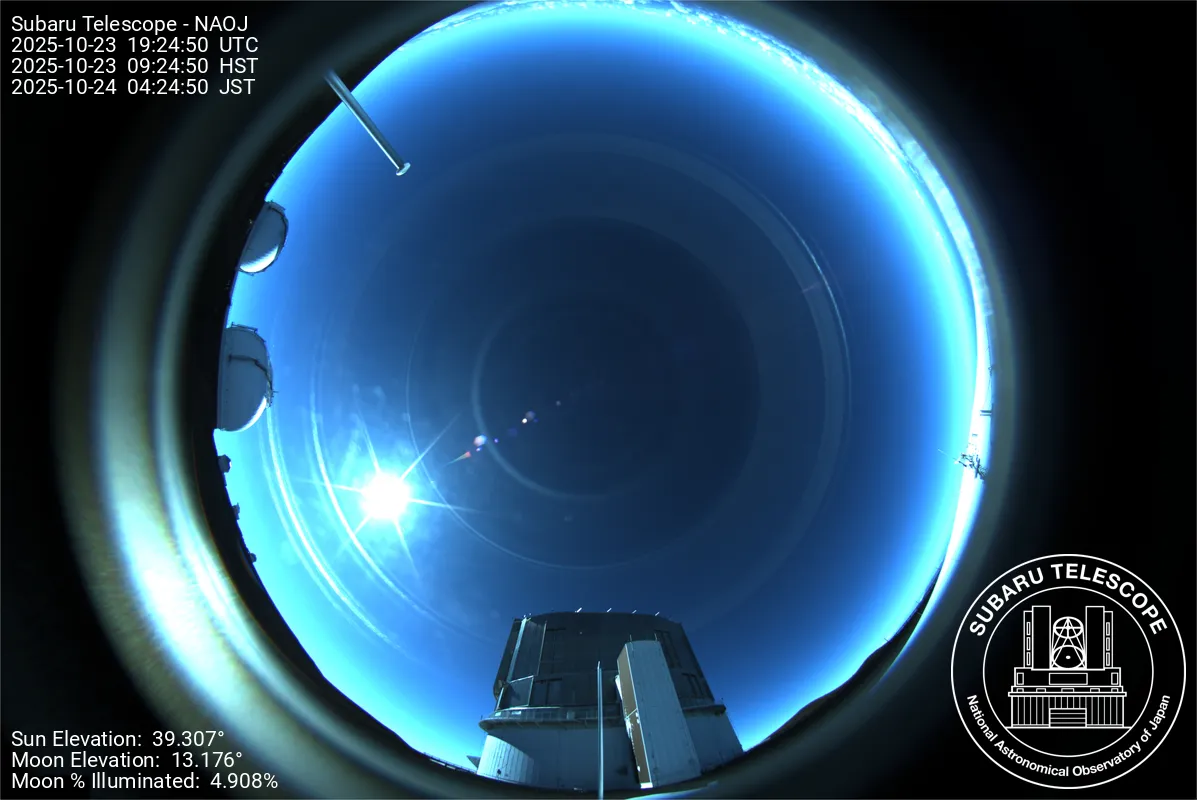 Subaru Telescope - NAOJ
2025-10-23 19:24:50 UTC
2025-10-23 09:24:50 HST
2025-10-24 04:24:50 JST
Sun Elevation: 39.307°
Moon Elevation: 13.176°
Moon % Illuminated: 4.908%
SUBARU TELESCOPE
National Astronomical Observatory of Japan